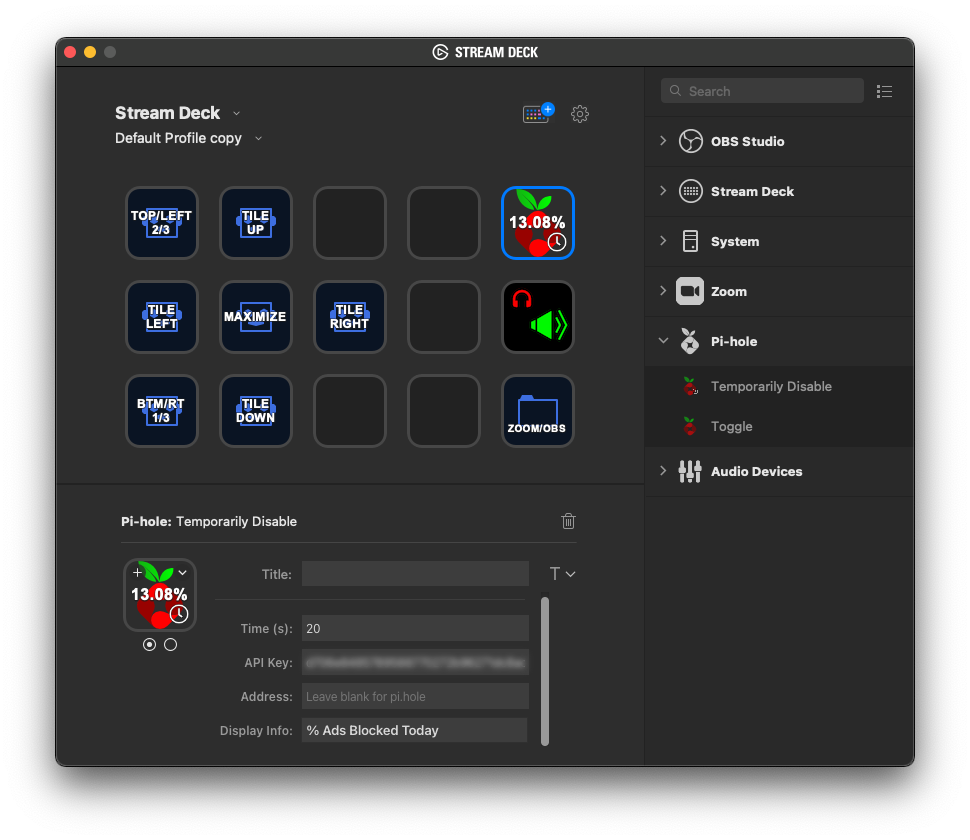 STREAM DECK
Stream Deck
Default Profile copy
TOP/LEFT
2/3
TILE
UP
13.08%
TILE
LEFT
MAXIMIZE
TILE
RIGHT
BTM/RT
1/3
TILE
DOWN
ZOOM/OBS
Search
OBS Studio
Stream Deck
System
Zoom
Pi-hole
Temporarily Disable
Toggle
Audio Devices
Pi-hole: Temporarily Disable
13.08%
Title:
T
Time (s): 20
API Key:
Address: Leave blank for pi.hole
Display Info: % Ads Blocked Today